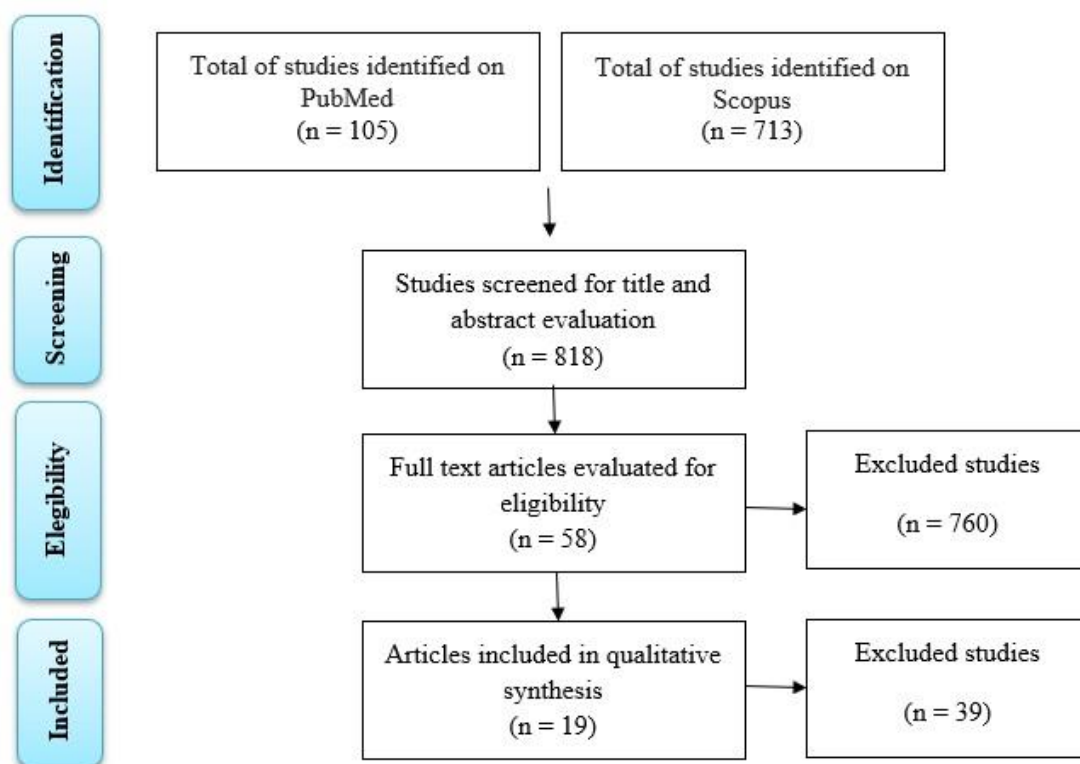 Identification
Total of studies identified on
PubMed
(n = 105)
Total of studies identified on
Scopus
(n = 713)
Screening
Studies screened for title and
abstract evaluation
(n = 818)
Elegibility
Full text articles evaluated for
eligibility
(n = 58)
Excluded studies
(n = 760)
Included
Articles included in qualitative
synthesis
(n = 19)
Excluded studies
(n = 39)